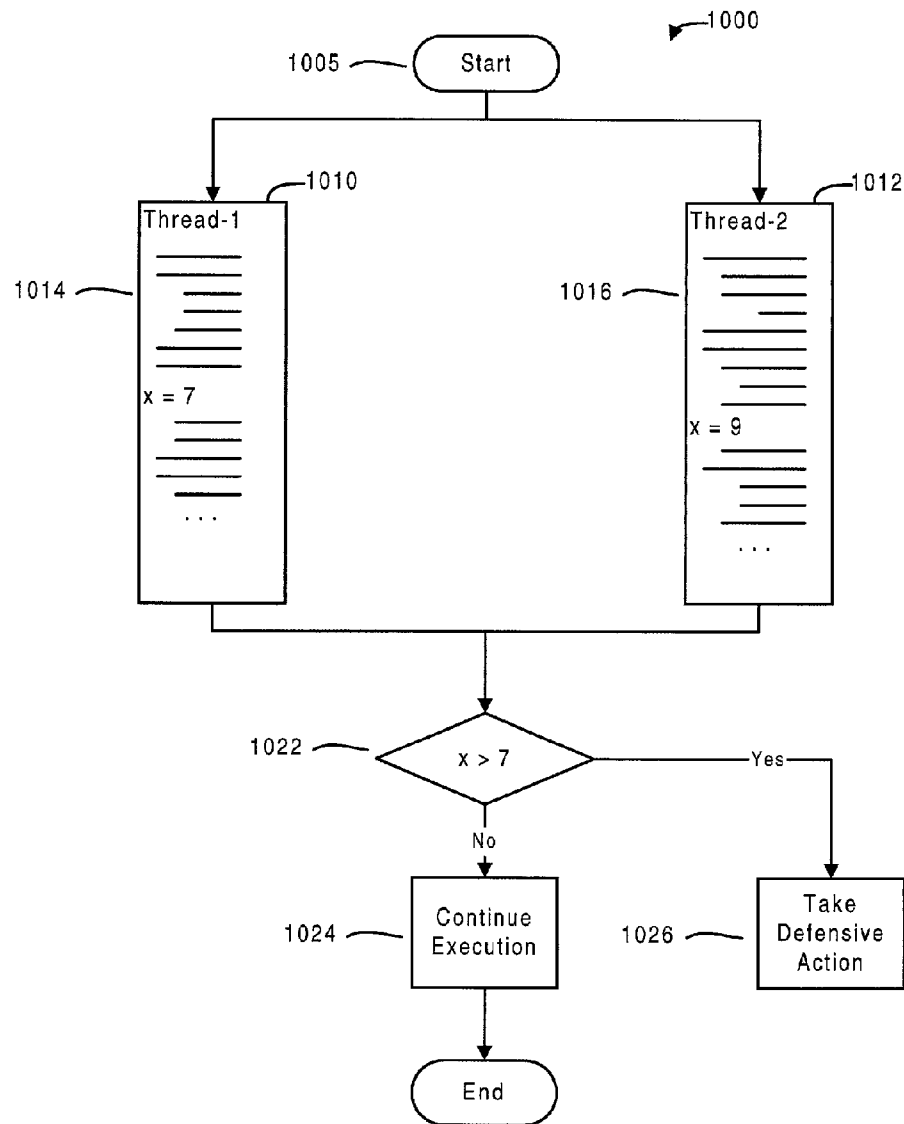 1000
1005
Start
1010
1012
Thread-1
Thread-2
1014
1016
x = 7
x = 9
. . .
. . .
1022
x > 7
Yes
No
1024
Continue
Execution
1026
Take
Defensive
Action
End